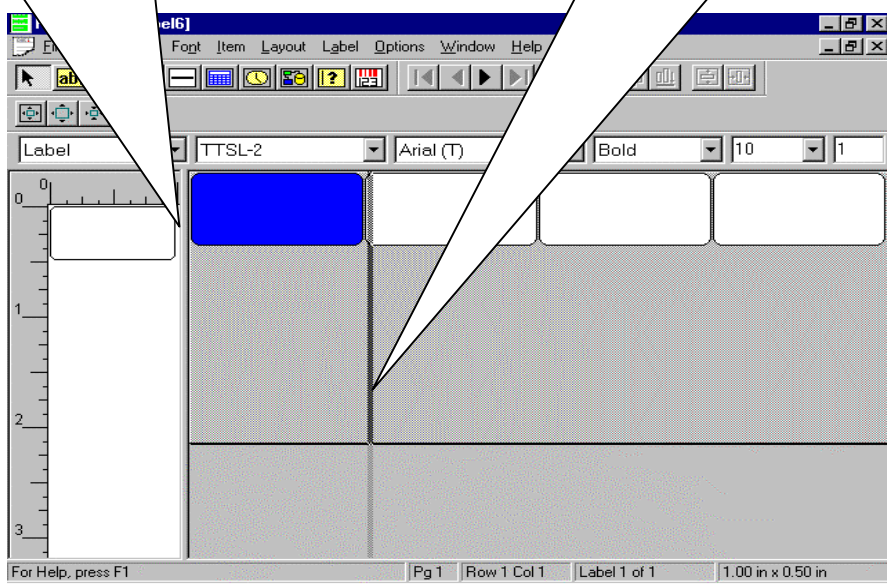 el6]
Font Item Layout Label Options Window Help
ab
123
Label TTSL-2 Arial (T) Bold 10 1
0
0
1
2
3
For Help, press F1 Pg 1 Row 1 Col 1 Label 1 of 1 1.00 in x 0.50 in